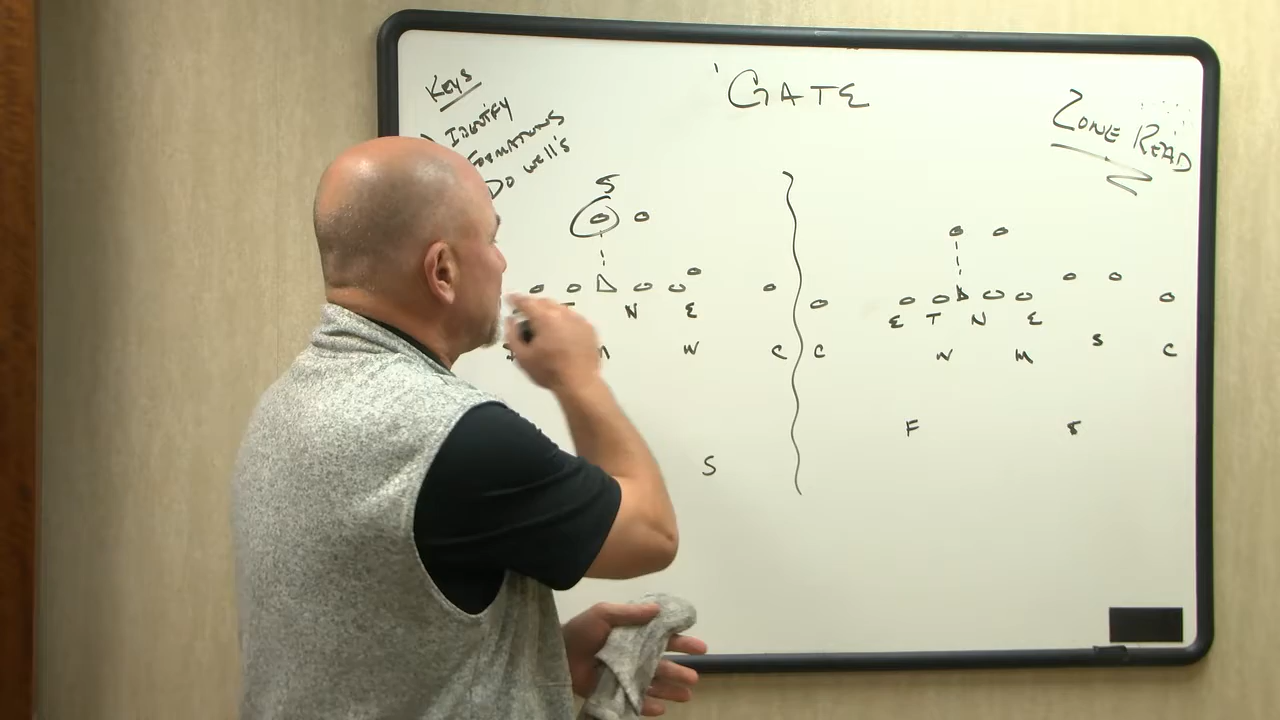 GATE
KEYS
IDENTIFY
FORMATIONS
DO WELL'S
ZONE READ
S
N E
W C
S
E T N E
C W M S C
F S